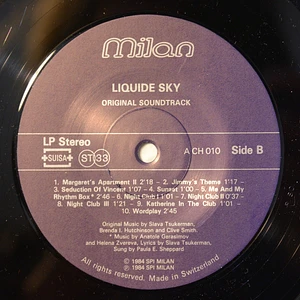 milan
LIQUIDE SKY
ORIGINAL SOUNDTRACK
LP Stereo
SUISA
ST 33
A CH 010
Side B
1. Margaret's Apartment II 2'18 – 2. Jimmy's Theme 1'17 –
3. Seduction Of Vincent 1'07 – 4. Sunset 1'00 – 5. Me And My
Rhythm Box* 2'46 – 6. Night Club I 1'07 – 7. Night Club II 0'37 –
8. Night Club III 1'21 – 9. Katherine In The Club 1'01 –
10. Wordplay 2'45
Original Music by Slava Tsukerman,
Brenda I. Hutchinson and Clive Smith.
* Music by Anatole Gerasimov
and Helena Zvereva, Lyrics by Slava Tsukerman,
Sung by Paula E. Sheppard
All rights reserved. Made in Switzerland
℗ 1984 SPI MILAN
© 1984 SPI MILAN